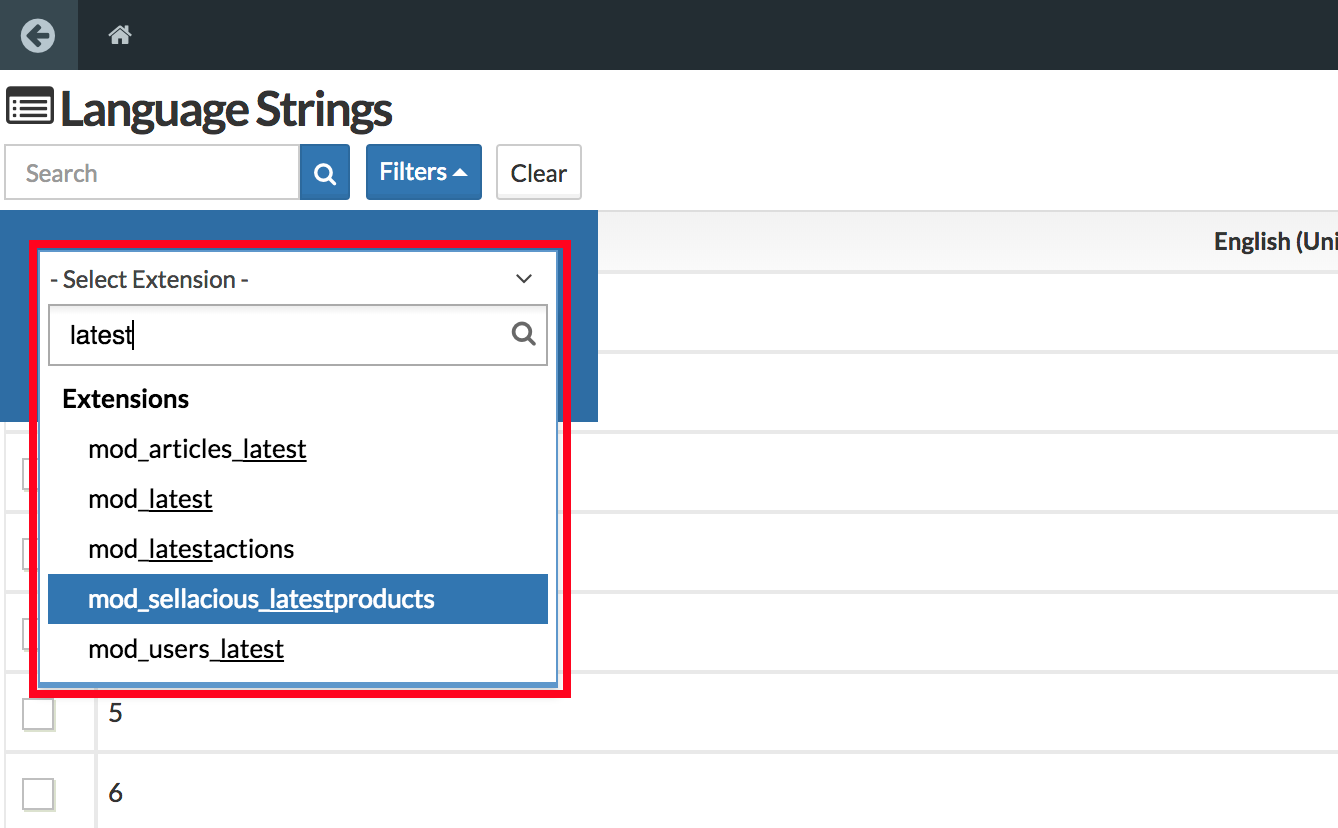 Language Strings
Search
Filters
Clear
English (Uni
- Select Extension -
latest
Extensions
mod_articles_latest
mod_latest
mod_latestactions
mod_sellacious_latestproducts
mod_users_latest
5
6